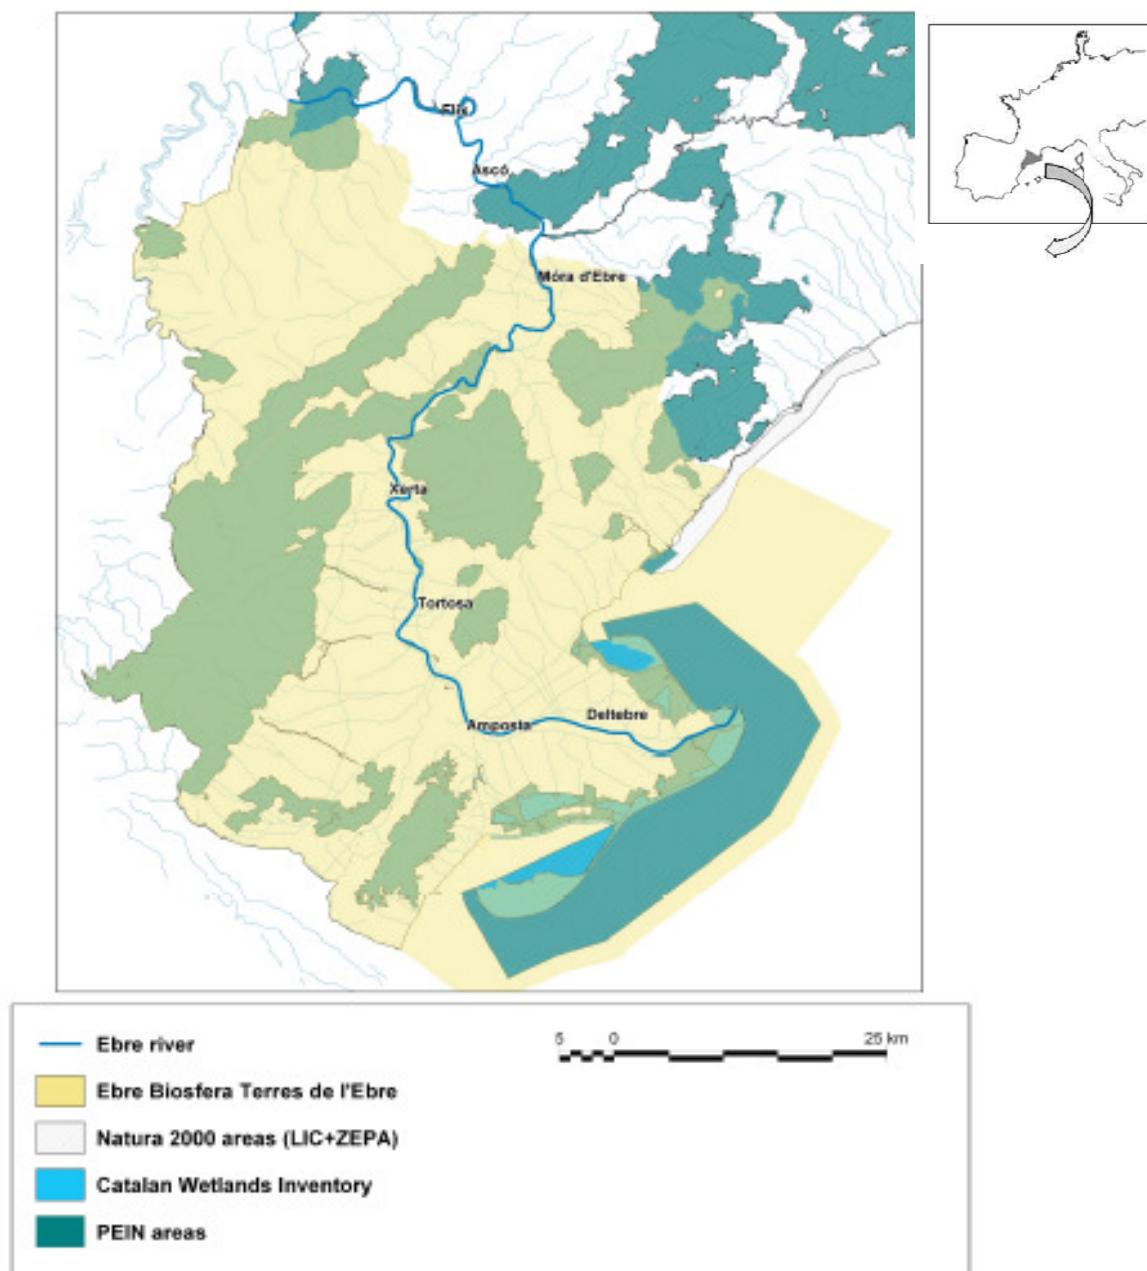 Flix
Ascó
Móra d'Ebre
Xerta
Tortosa
Amposta
Deltebre
Ebre river
5 0 25 km
Ebre Biosfera Terres de l'Ebre
Natura 2000 areas (LIC+ZEPA)
Catalan Wetlands Inventory
PEIN areas